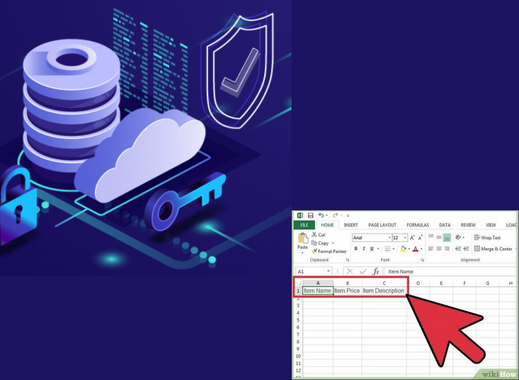 FILE HOME INSERT PAGE LAYOUT FORMULAS DATA REVIEW VIEW LOAD
Cut
Copy
Format Painter
Paste
Arial 12
Wrap Text
Merge & Center
Clipboard Font Alignment
A1 fx Item Name
A B C D E F G H
1 Item Name Item Price Item Description
2
3
4
5
6
7
8
9
10
11
12
wikiHow